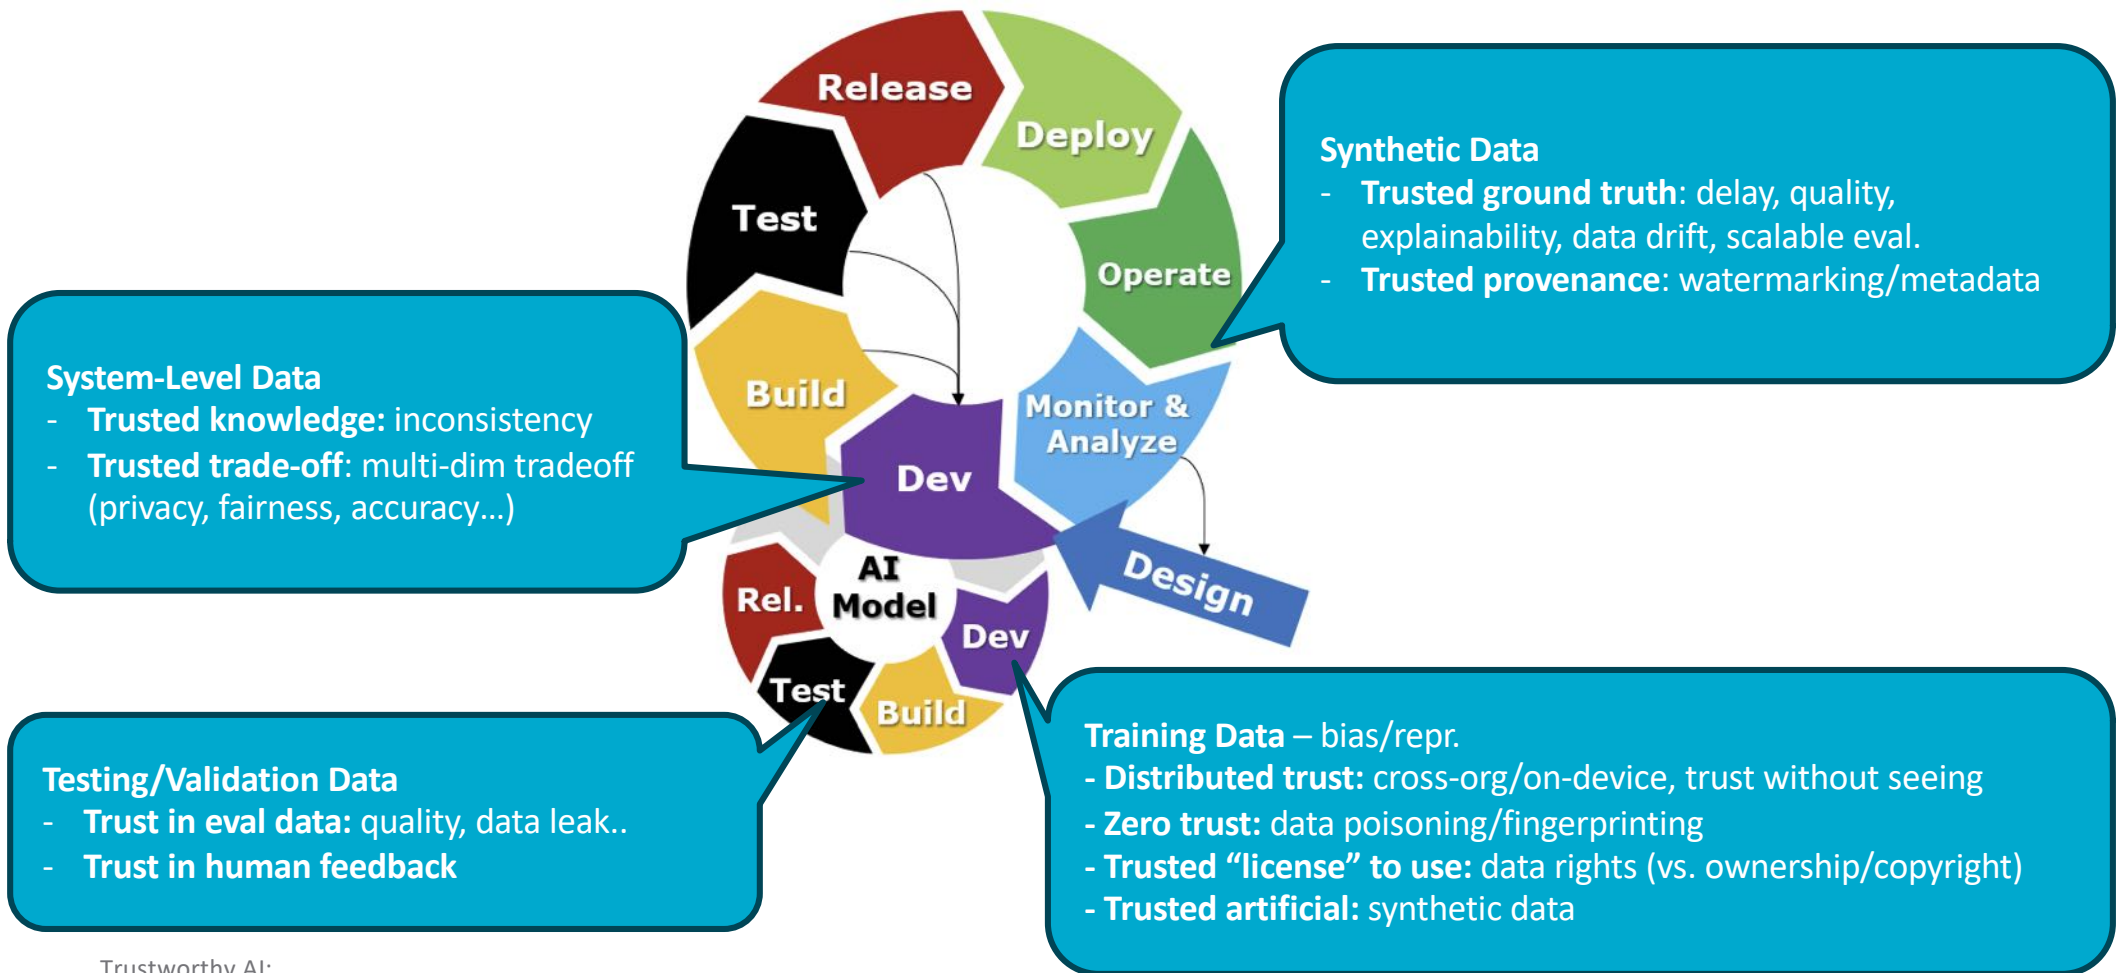 Release
Deploy
Test
Operate
Build
Monitor &
Analyze
Dev
Design
AI
Model
Rel.
Dev
Test
Build
Synthetic Data
- Trusted ground truth: delay, quality,
explainability, data drift, scalable eval.
- Trusted provenance: watermarking/metadata
System-Level Data
- Trusted knowledge: inconsistency
- Trusted trade-off: multi-dim tradeoff
(privacy, fairness, accuracy...)
Testing/Validation Data
- Trust in eval data: quality, data leak..
- Trust in human feedback
Training Data – bias/repr.
- Distributed trust: cross-org/on-device, trust without seeing
- Zero trust: data poisoning/fingerprinting
- Trusted “license” to use: data rights (vs. ownership/copyright)
- Trusted artificial: synthetic data
Trustworthy AI: